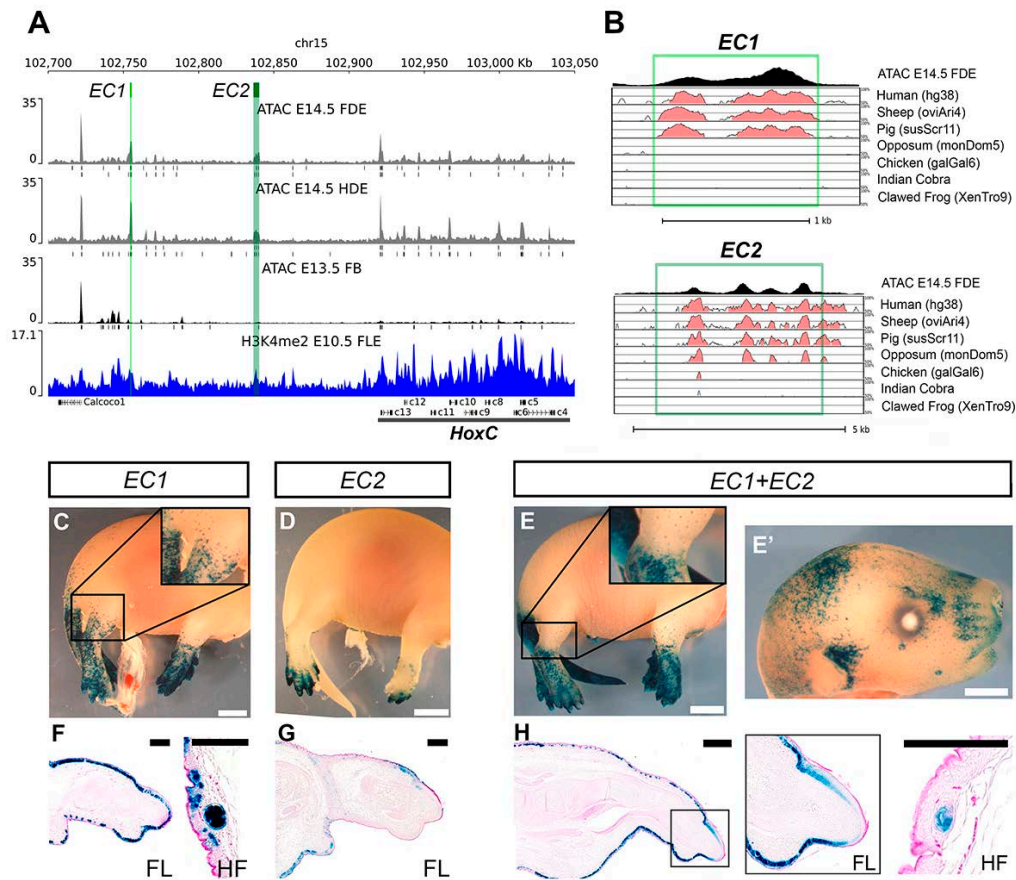 A
chr15
102,700 102,750 102,800 102,850 102,900 102,950 103,000 Kb 103,050
EC1 EC2
35
ATAC E14.5 FDE
0
35
ATAC E14.5 HDE
0
35
ATAC E13.5 FB
0
17.1
H3K4me2 E10.5 FLE
0
Calcoco1
c12 c10 c8 c5
c13 c11 c9 c6 c4
HoxC
B
EC1
ATAC E14.5 FDE
Human (hg38)
Sheep (oviAri4)
Pig (susScr11)
Opposum (monDom5)
Chicken (galGal6)
Indian Cobra
Clawed Frog (XenTro9)
1 kb
EC2
ATAC E14.5 FDE
Human (hg38)
Sheep (oviAri4)
Pig (susScr11)
Opposum (monDom5)
Chicken (galGal6)
Indian Cobra
Clawed Frog (XenTro9)
5 kb
EC1 EC2 EC1+EC2
C D E E'
F G H
FL HF FL FL HF